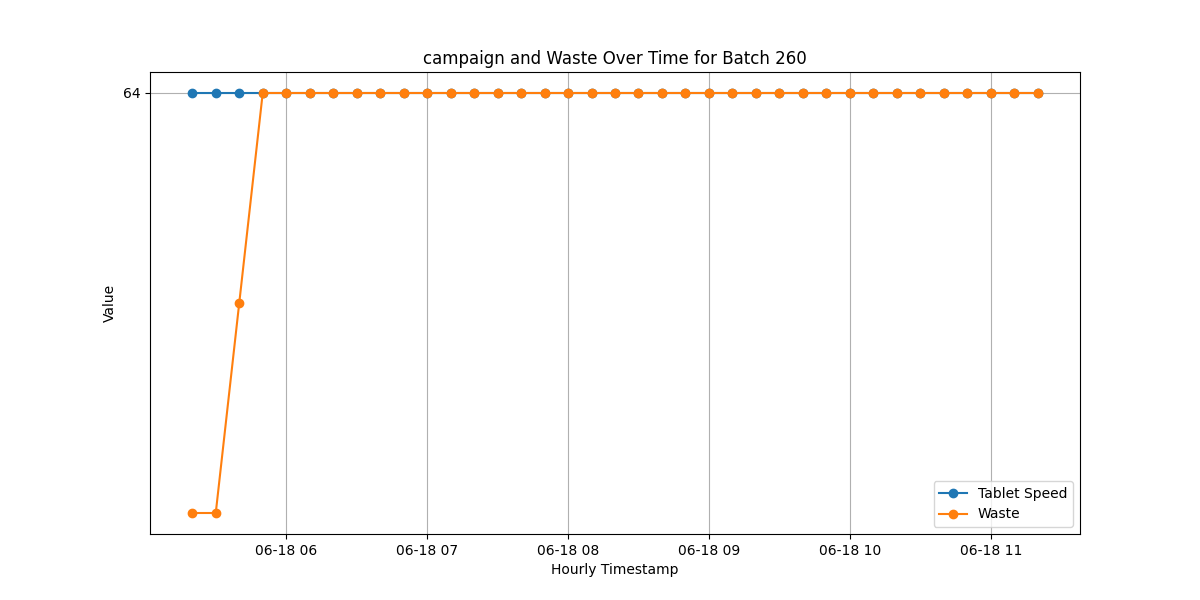 campaign and Waste Over Time for Batch 260
64
Value
Tablet Speed
Waste
06-18 06 06-18 07 06-18 08 06-18 09 06-18 10 06-18 11
Hourly Timestamp